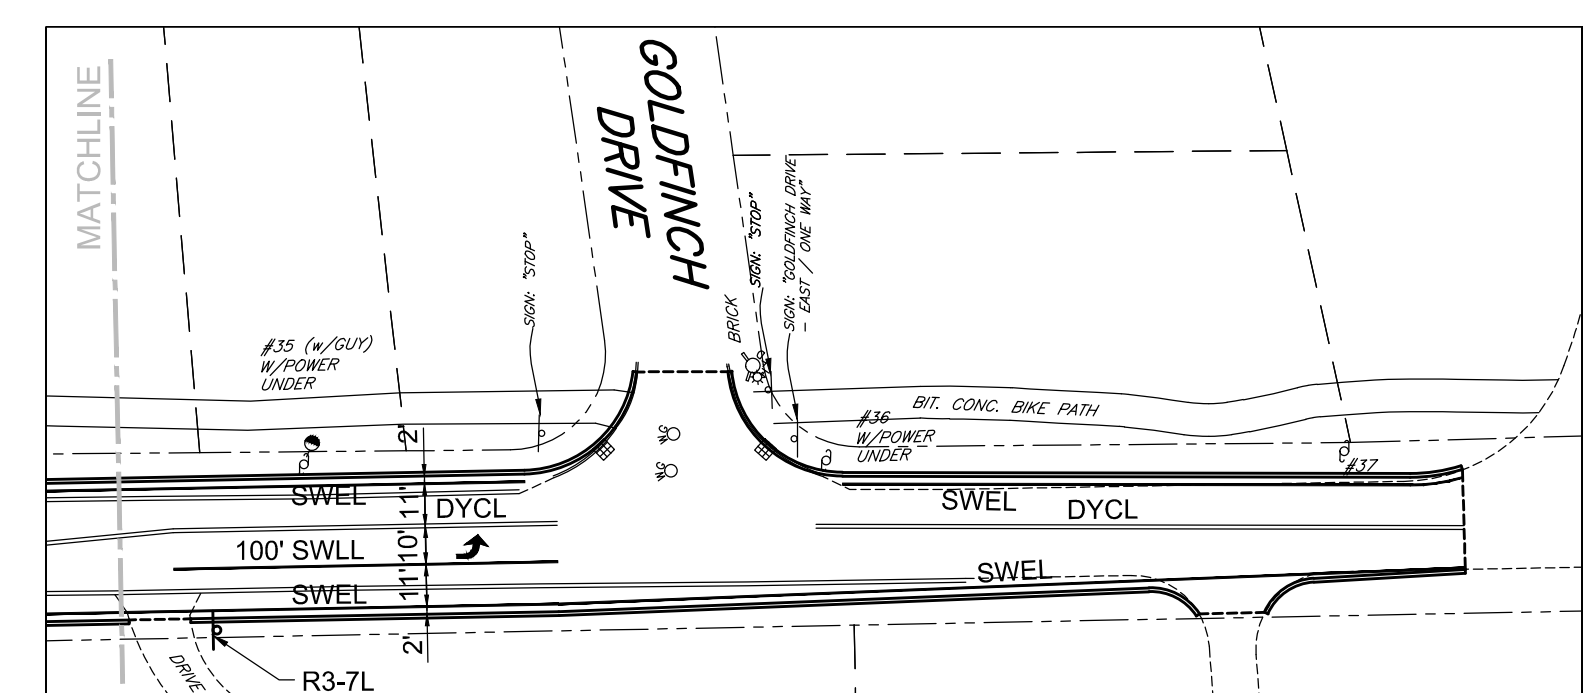 MATCHLINE
GOLDFINCH
DRIVE
SIGN: "STOP"
SIGN: "STOP"
SIGN: "GOLDFINCH DRIVE
- EAST / ONE WAY"
BRICK
#35 (w/GUY)
W/POWER
UNDER
BIT. CONC. BIKE PATH
#36
W/POWER
UNDER
#37
2'
SWEL
11'
DYCL
SWEL
DYCL
100' SWLL
10'
SWEL
SWEL
11'
2'
DRIVE
R3-7L